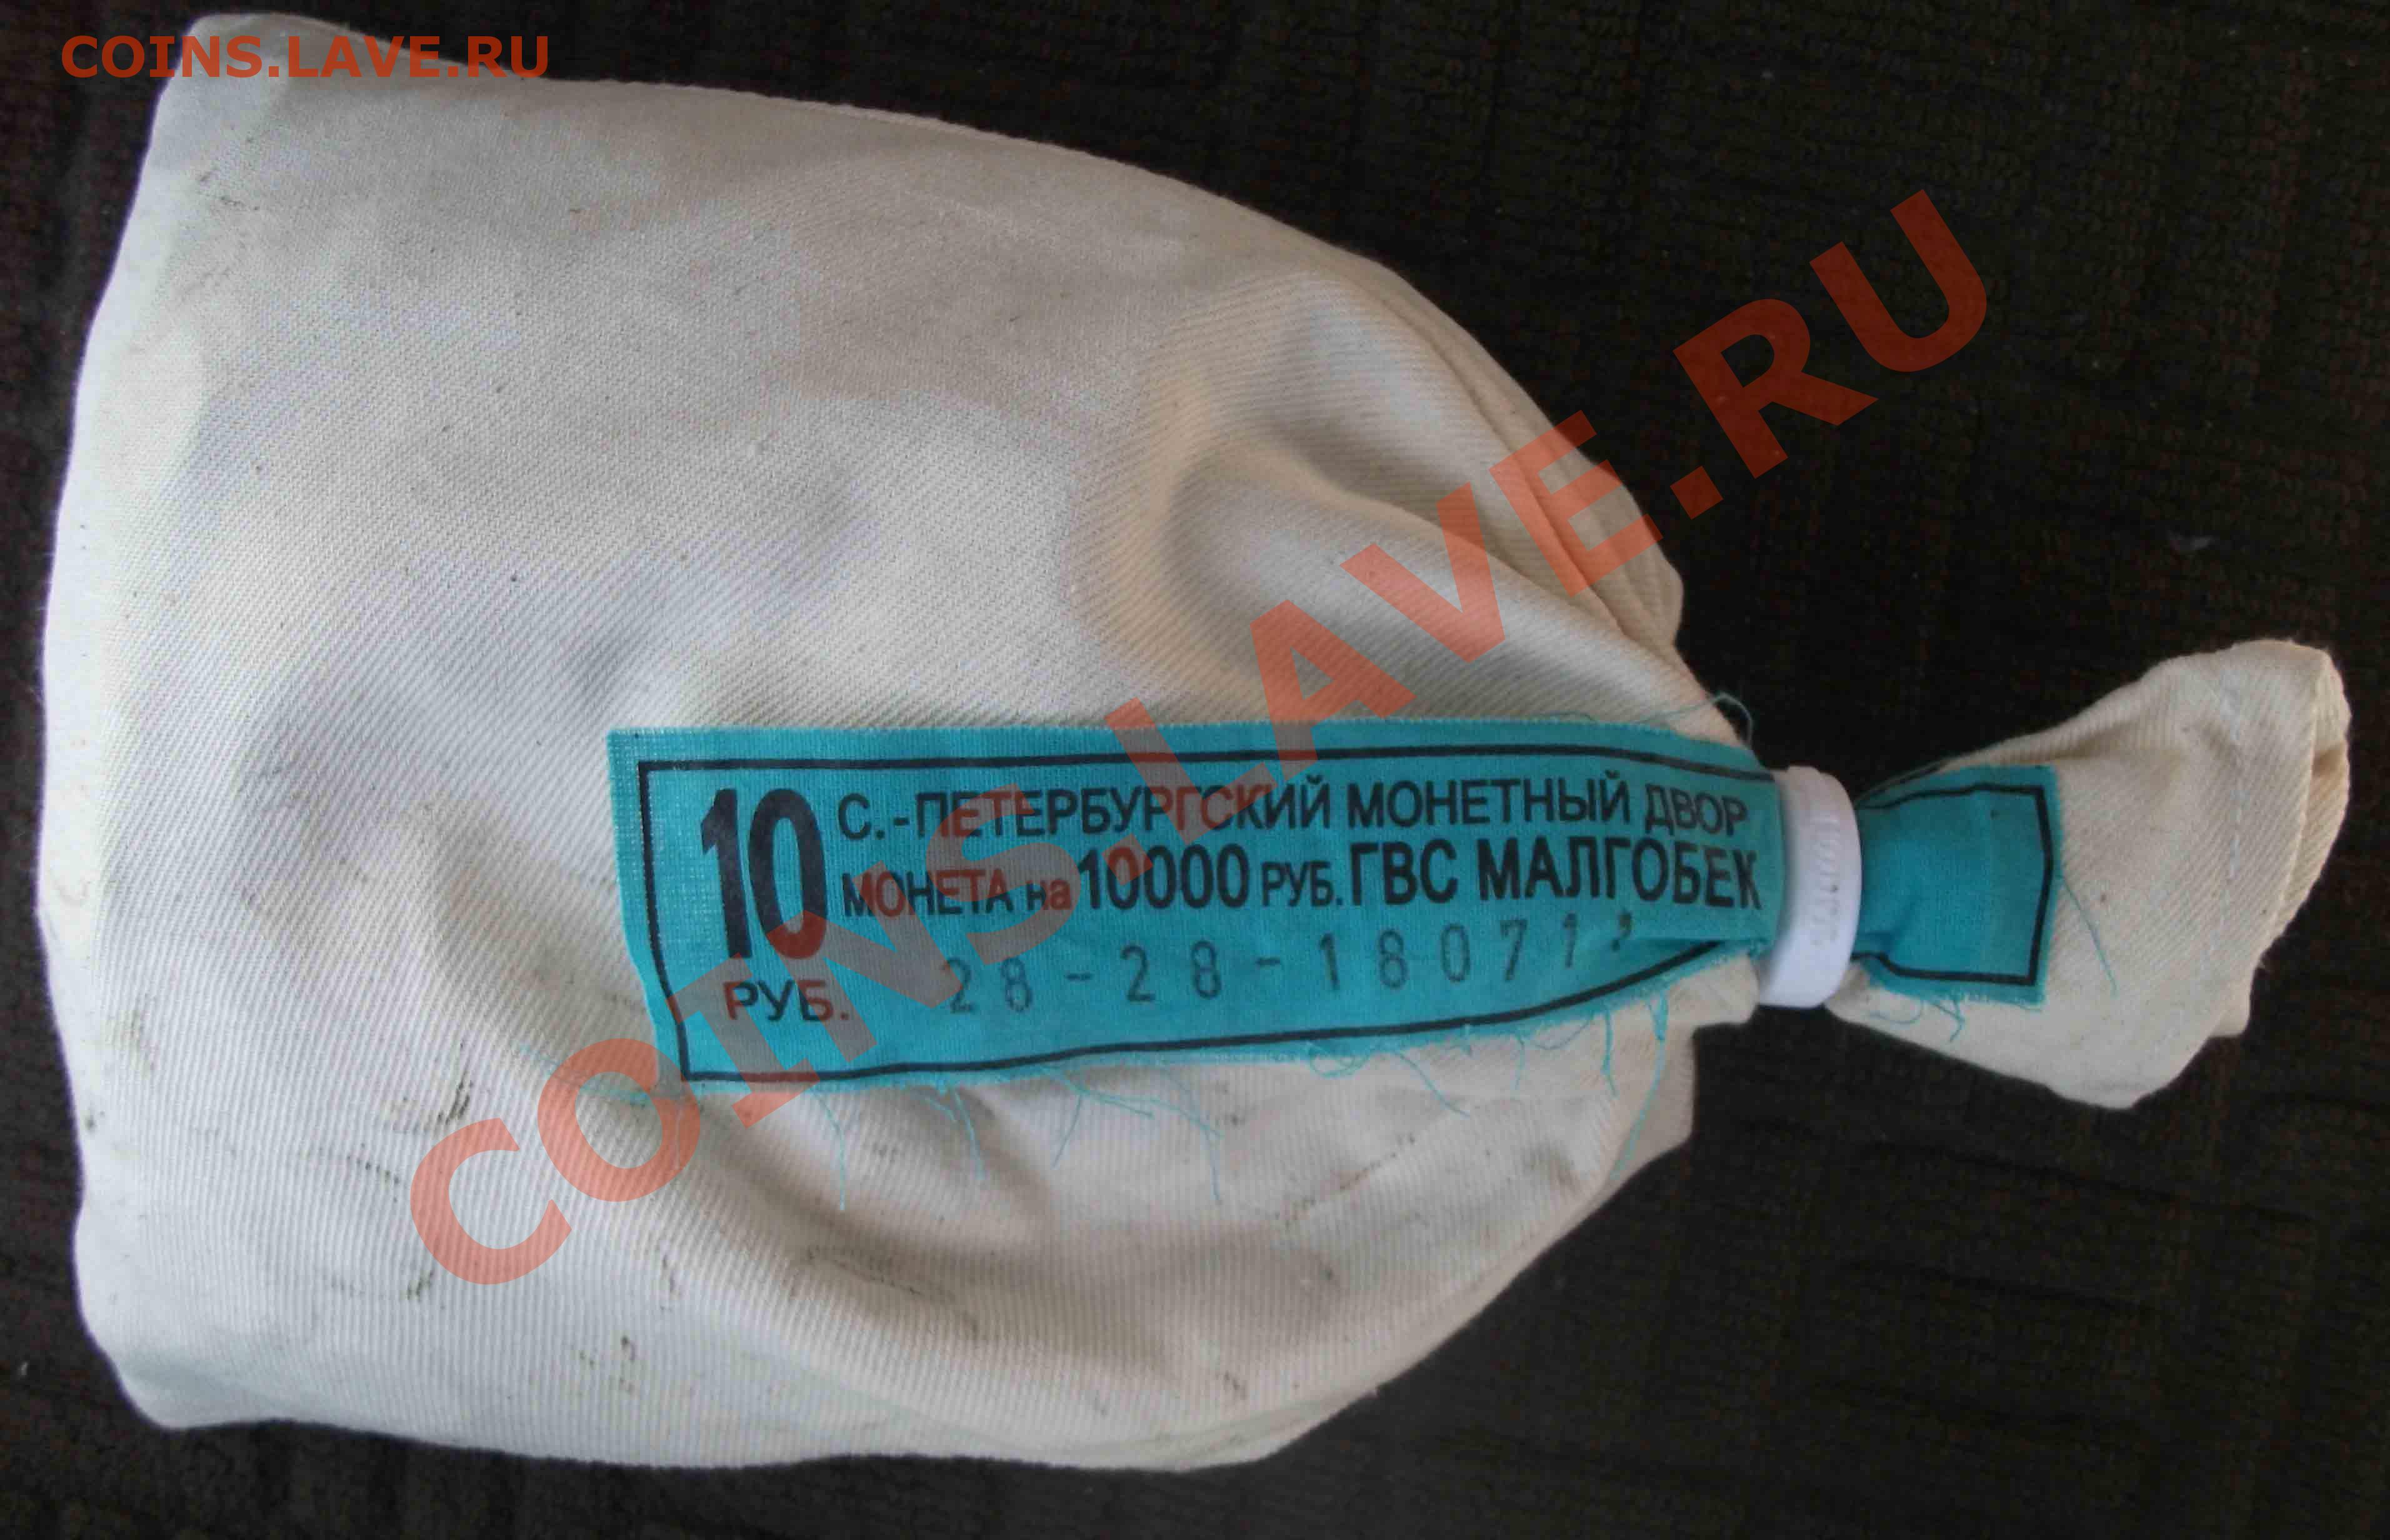 COINS.LAVE.RU
10 С.-ПЕТЕРБУРГСКИЙ МОНЕТНЫЙ ДВОР
МОНЕТА на 10000 РУБ. ГВС МАЛГОБЕК
РУБ. 28-28-18071
COINS.LAVE.RU